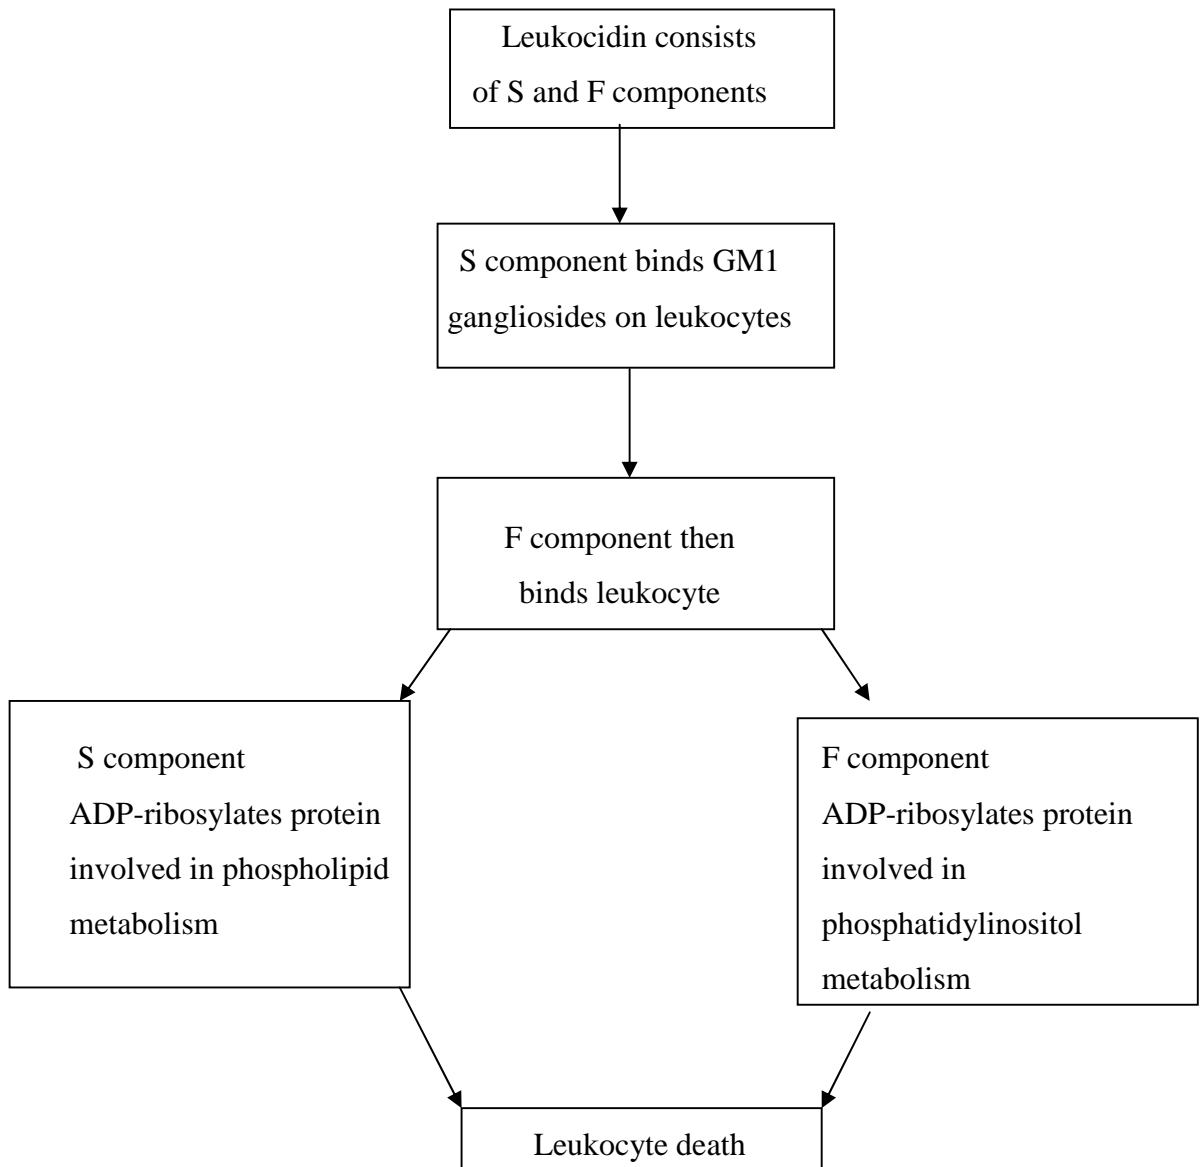 Leukocidin consists
of S and F components
S component binds GM1
gangliosides on leukocytes
F component then
binds leukocyte
S component
ADP-ribosylates protein
involved in phospholipid
metabolism
F component
ADP-ribosylates protein
involved in
phosphatidylinositol
metabolism
Leukocyte death